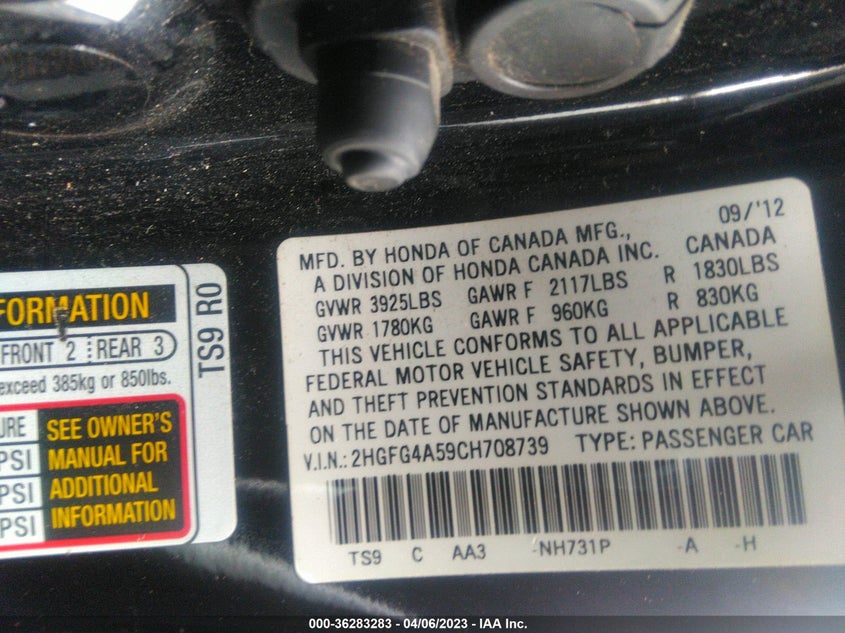 FORMATION
FRONT 2 REAR 3
exceed 385kg or 850lbs.
URE
PSI
PSI
PSI
SEE OWNER'S
MANUAL FOR
ADDITIONAL
INFORMATION
TS9 R0
09/'12
MFD. BY HONDA OF CANADA MFG.,
A DIVISION OF HONDA CANADA INC. CANADA
GVWR 3925LBS GAWR F 2117LBS R 1830LBS
GVWR 1780KG GAWR F 960KG R 830KG
THIS VEHICLE CONFORMS TO ALL APPLICABLE
FEDERAL MOTOR VEHICLE SAFETY, BUMPER,
AND THEFT PREVENTION STANDARDS IN EFFECT
ON THE DATE OF MANUFACTURE SHOWN ABOVE.
V.I.N.: 2HGFG4A59CH708739 TYPE: PASSENGER CAR
TS9 C AA3 -NH731P -A -H
000-36283283 - 04/06/2023 - IAA Inc.